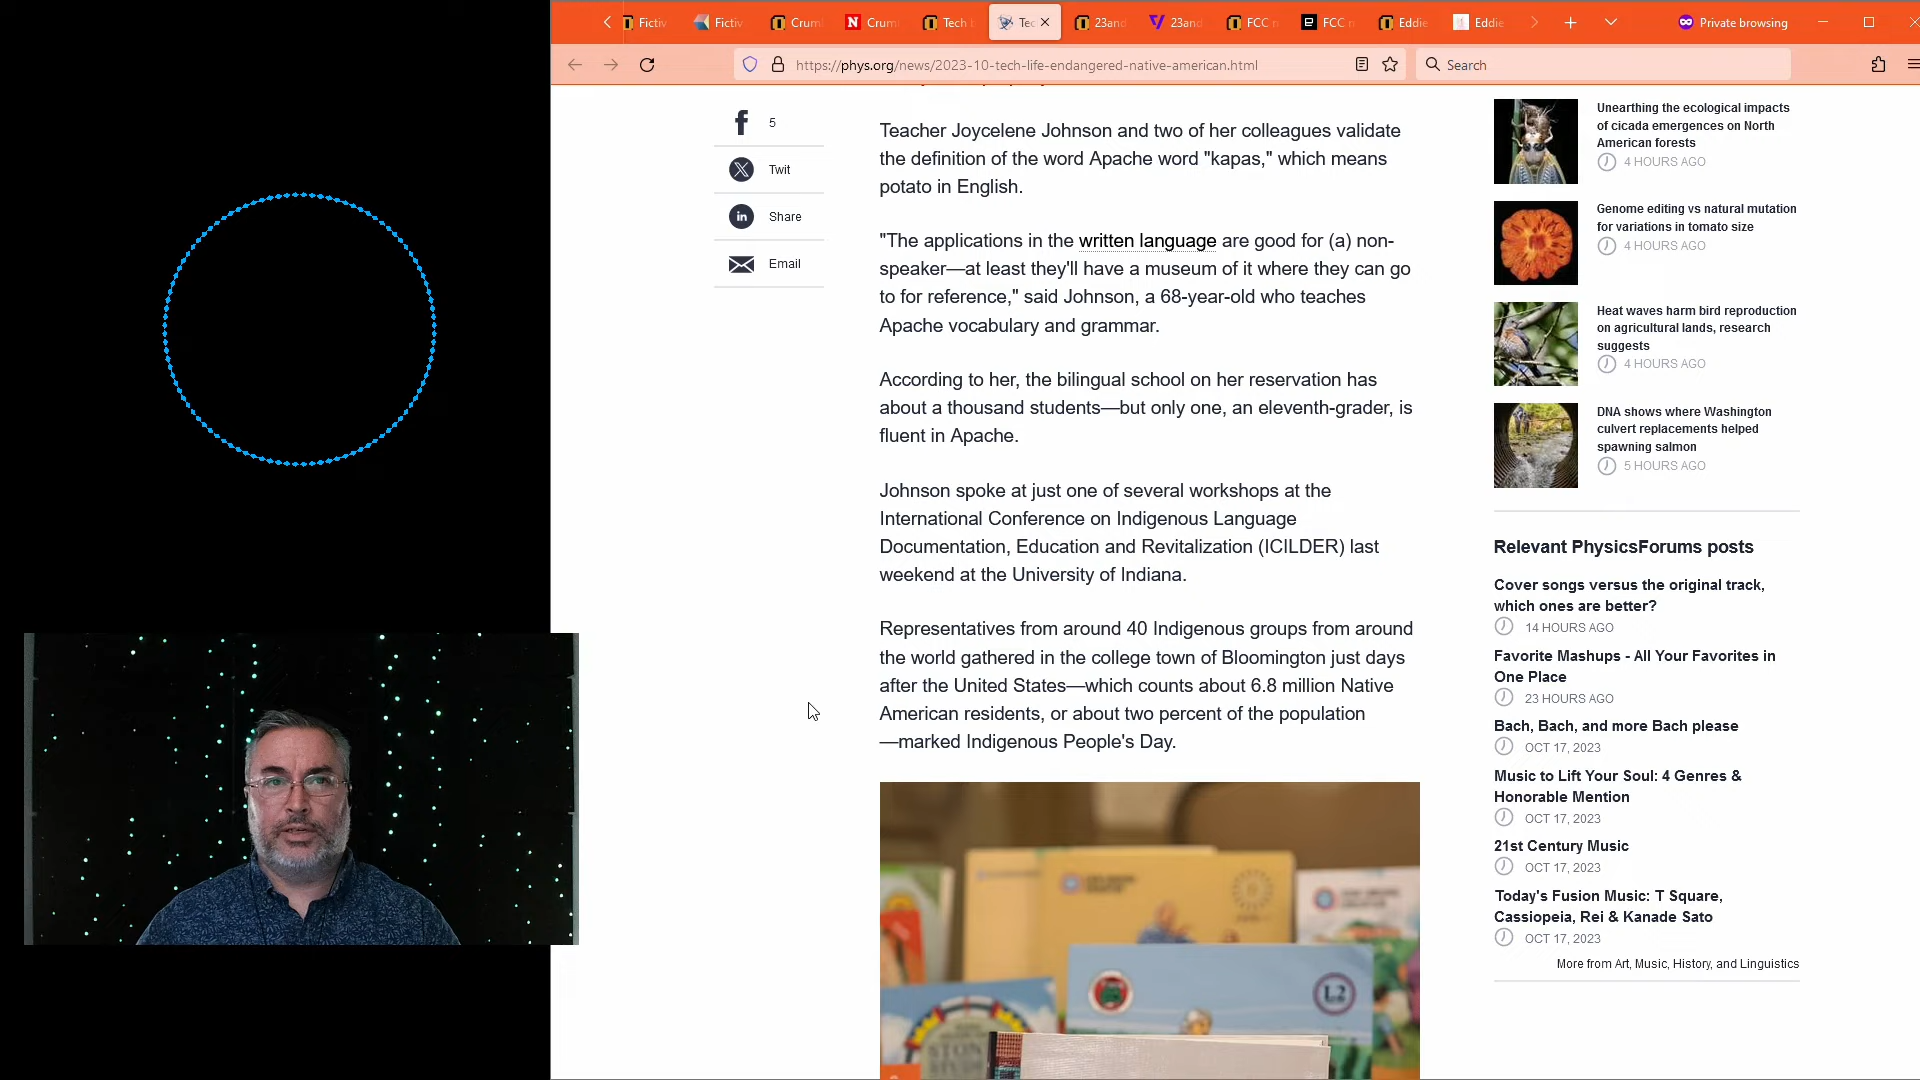 Fictiv
Fictiv
Crum
Crum
Tech
Tec
23and
23and
FCC
FCC
Eddie
Eddie
Private browsing
https://phys.org/news/2023-10-tech-life-endangered-native-american.html
Search
5
Twit
Share
Email
Teacher Joycelene Johnson and two of her colleagues validate
the definition of the word Apache word "kapas," which means
potato in English.
"The applications in the written language are good for (a) non-
speaker—at least they'll have a museum of it where they can go
to for reference," said Johnson, a 68-year-old who teaches
Apache vocabulary and grammar.
According to her, the bilingual school on her reservation has
about a thousand students—but only one, an eleventh-grader, is
fluent in Apache.
Johnson spoke at just one of several workshops at the
International Conference on Indigenous Language
Documentation, Education and Revitalization (ICILDER) last
weekend at the University of Indiana.
Representatives from around 40 Indigenous groups from around
the world gathered in the college town of Bloomington just days
after the United States—which counts about 6.8 million Native
American residents, or about two percent of the population
—marked Indigenous People's Day.
Unearthing the ecological impacts
of cicada emergences on North
American forests
4 HOURS AGO
Genome editing vs natural mutation
for variations in tomato size
4 HOURS AGO
Heat waves harm bird reproduction
on agricultural lands, research
suggests
4 HOURS AGO
DNA shows where Washington
culvert replacements helped
spawning salmon
5 HOURS AGO
Relevant PhysicsForums posts
Cover songs versus the original track,
which ones are better?
14 HOURS AGO
Favorite Mashups - All Your Favorites in
One Place
23 HOURS AGO
Bach, Bach, and more Bach please
OCT 17, 2023
Music to Lift Your Soul: 4 Genres &
Honorable Mention
OCT 17, 2023
21st Century Music
OCT 17, 2023
Today's Fusion Music: T Square,
Cassiopeia, Rei & Kanade Sato
OCT 17, 2023
More from Art, Music, History, and Linguistics